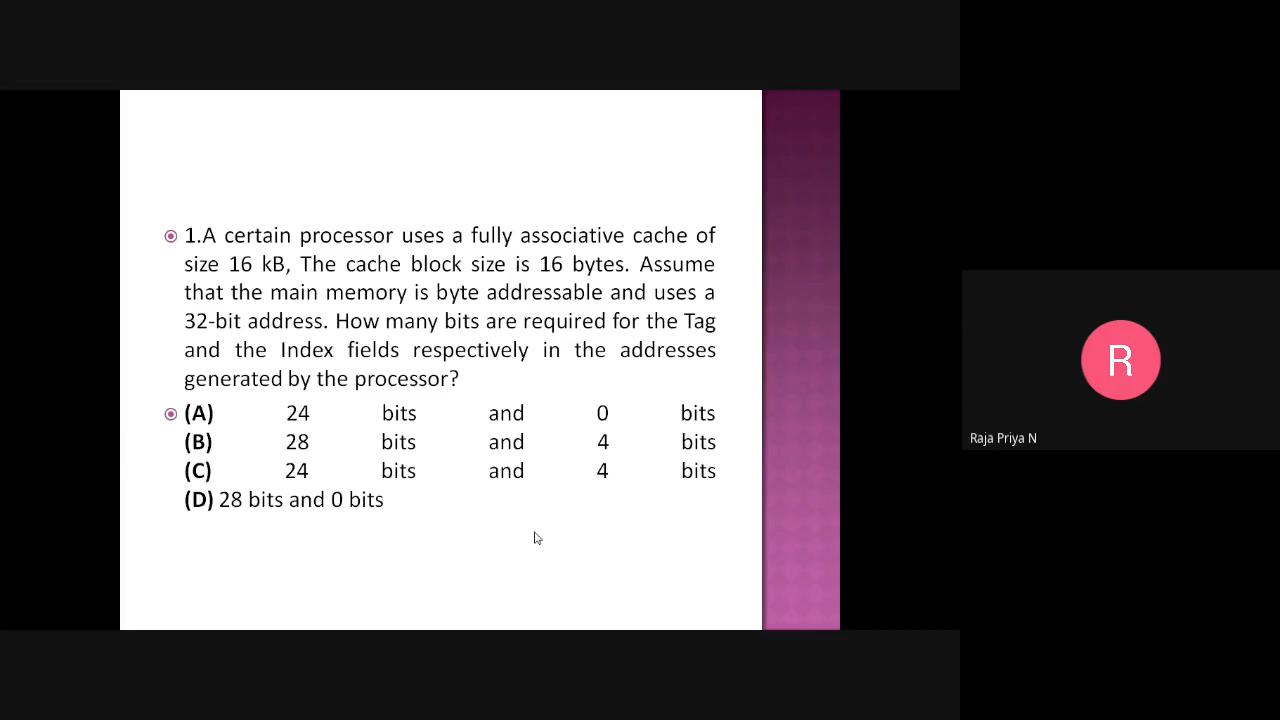 1.A certain processor uses a fully associative cache of
size 16 kB, The cache block size is 16 bytes. Assume
that the main memory is byte addressable and uses a
32-bit address. How many bits are required for the Tag
and the Index fields respectively in the addresses
generated by the processor?
(A) 24 bits and 0 bits
(B) 28 bits and 4 bits
(C) 24 bits and 4 bits
(D) 28 bits and 0 bits
R
Raja Priya N